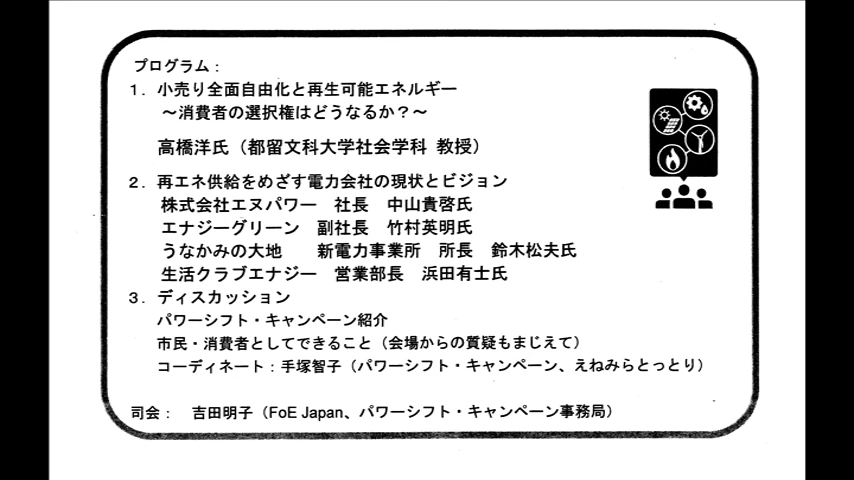 プログラム：
１．小売り全面自由化と再生可能エネルギー
～消費者の選択権はどうなるか？～
高橋洋氏（都留文科大学社会学科 教授）
２．再エネ供給をめざす電力会社の現状とビジョン
株式会社エヌパワー　社長　中山貴啓氏
エナジーグリーン　副社長　竹村英明氏
うなかみの大地　　新電力事業所　所長　鈴木松夫氏
生活クラブエナジー　営業部長　浜田有士氏
３．ディスカッション
パワーシフト・キャンペーン紹介
市民・消費者としてできること（会場からの質疑もまじえて）
コーディネート：手塚智子（パワーシフト・キャンペーン、えねみらとっとり）
司会：　吉田明子（FoE Japan、パワーシフト・キャンペーン事務局）